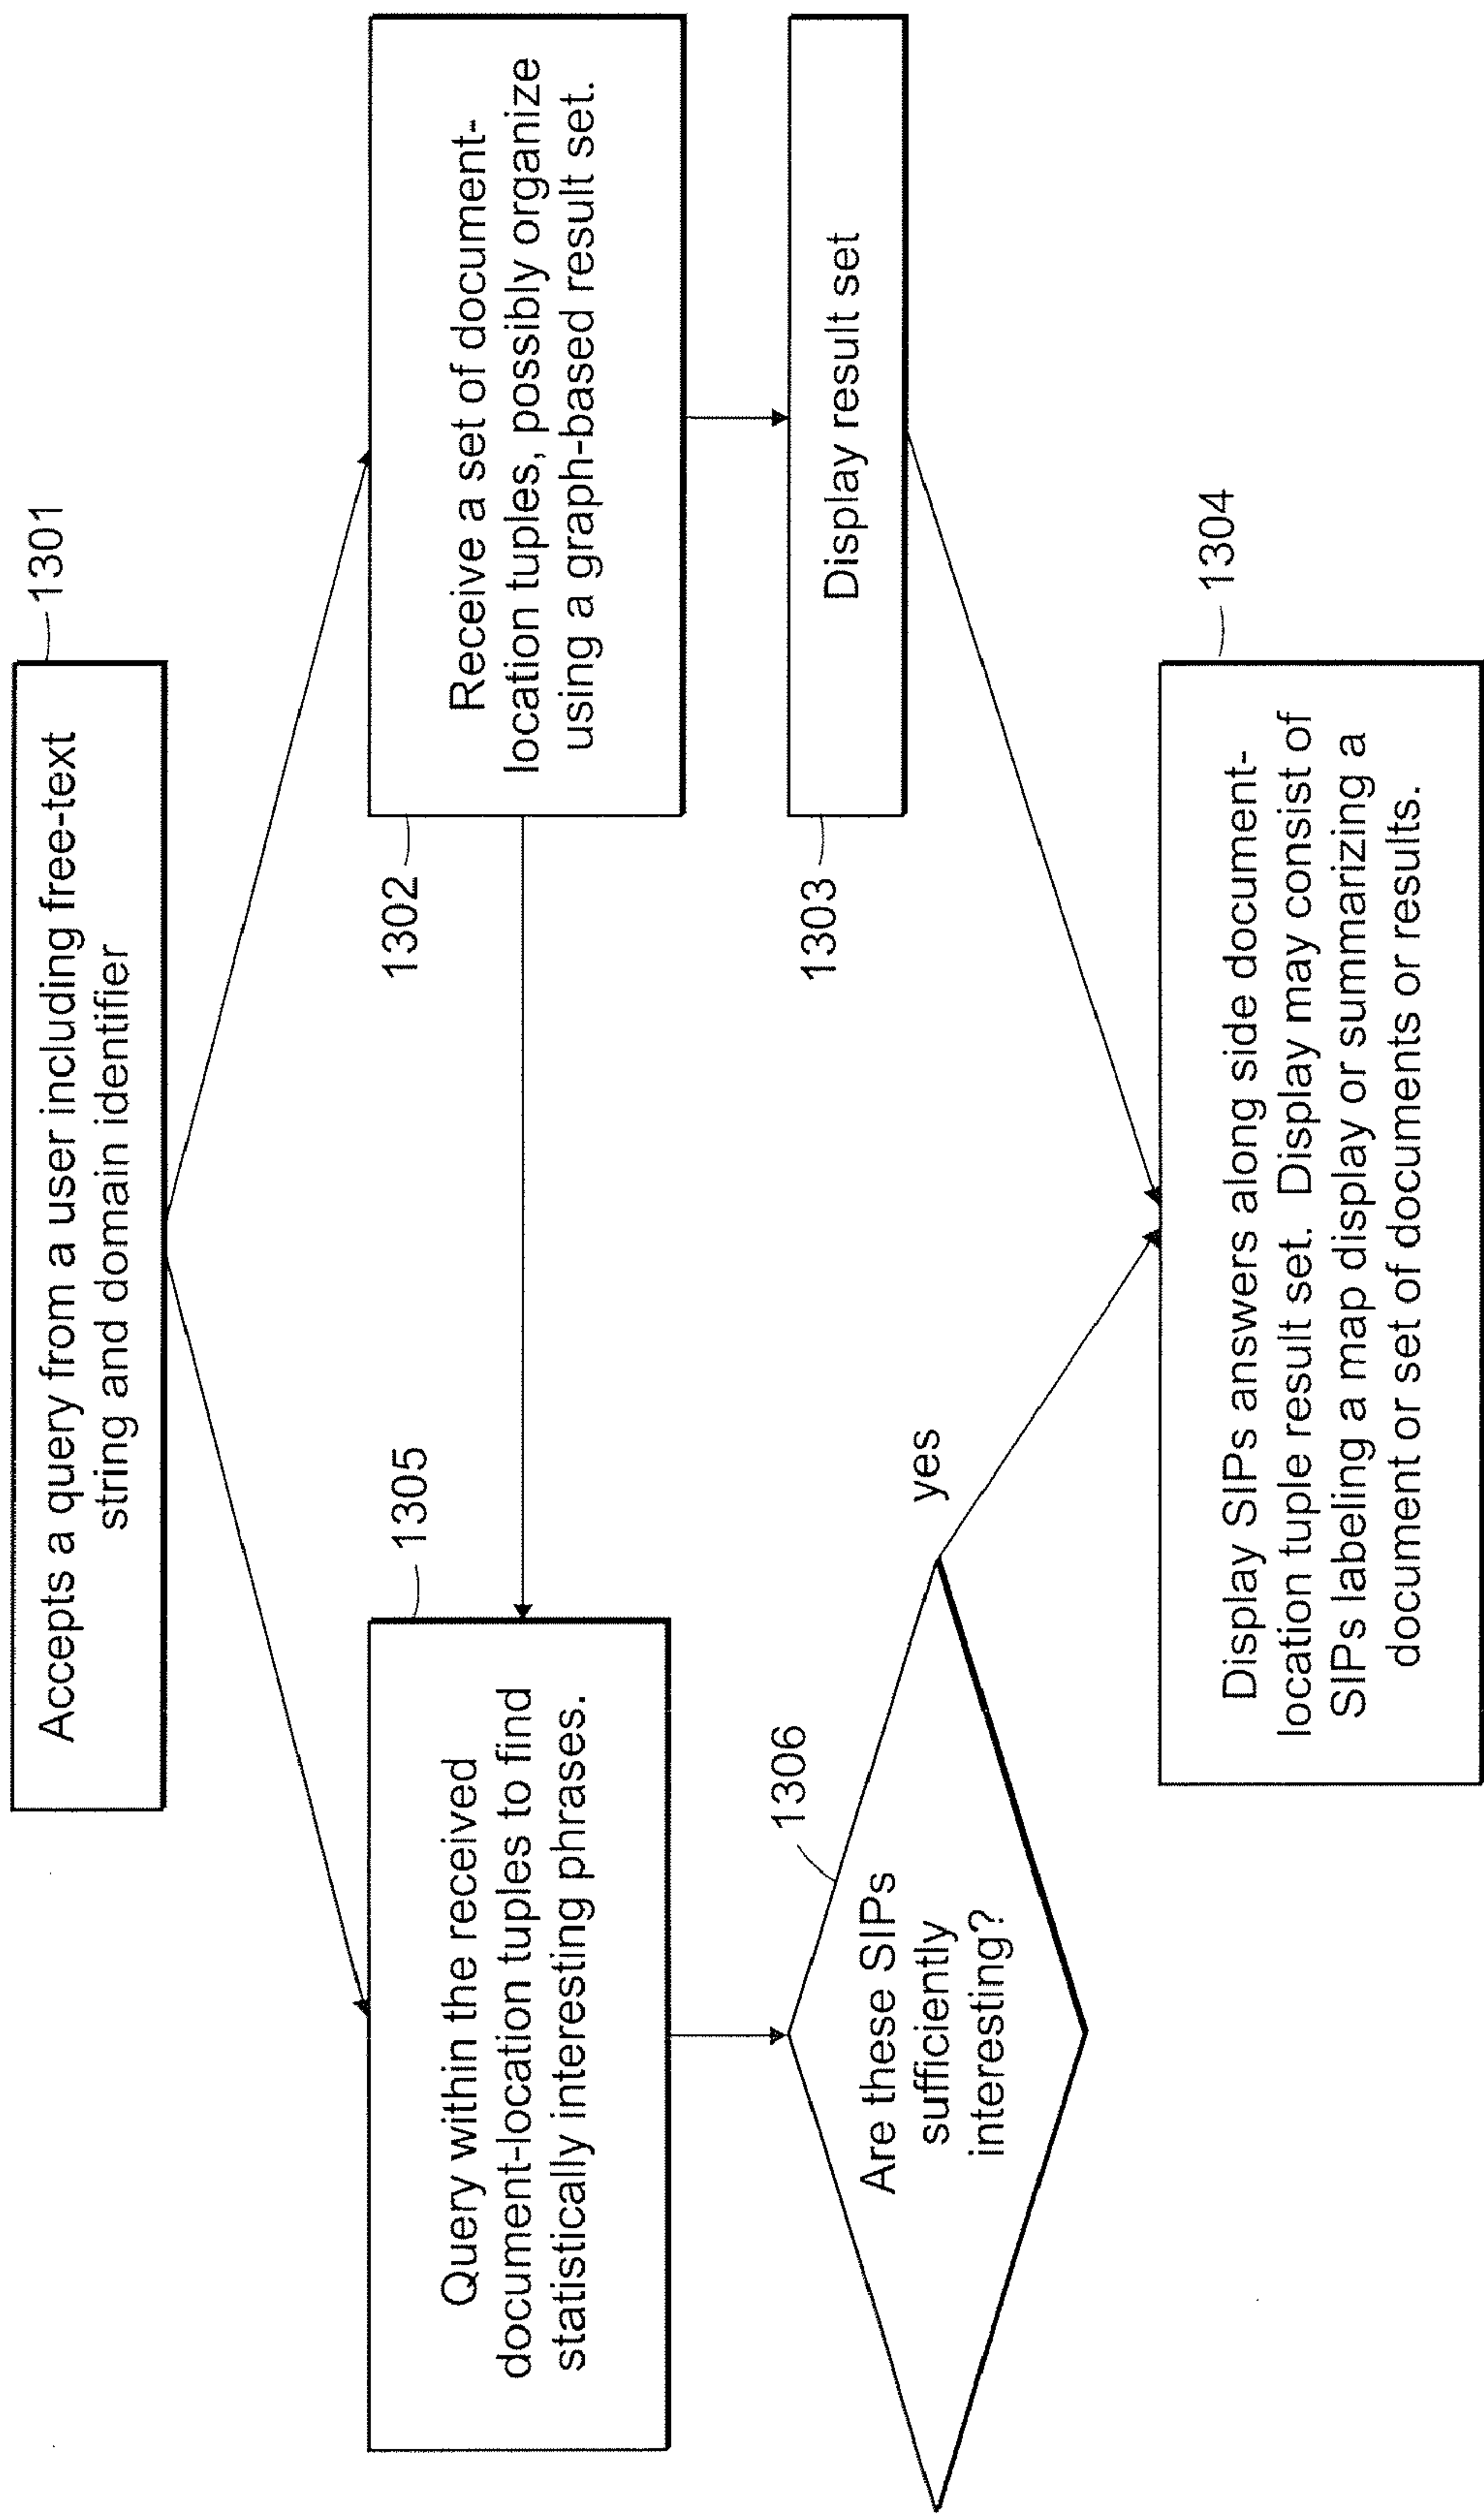 Accepts a query from a user including free-text
string and domain identifier
1301
Query within the received
document-location tuples to find
statistically interesting phrases.
1305
1302
Receive a set of document-
location tuples, possibly organize
using a graph-based result set.
Are these SIPs
sufficiently
interesting?
1306
yes
1303
Display result set
Display SIPs answers along side document-
location tuple result set. Display may consist of
SIPs labeling a map display or summarizing a
document or set of documents or results.
1304